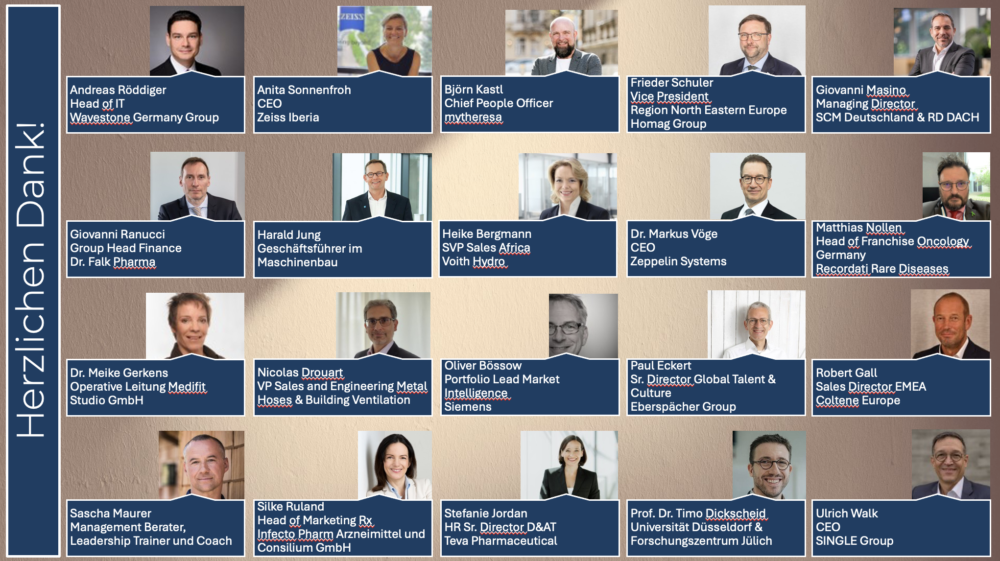 Herzlichen Dank!
ZEISS
Andreas Röddiger
Head of IT
Wavestone Germany Group
Anita Sonnenfroh
CEO
Zeiss Iberia
Björn Kastl
Chief People Officer
mytheresa
Frieder Schuler
Vice President
Region North Eastern Europe
Homag Group
Giovanni Masino
Managing Director
SCM Deutschland & RD DACH
Giovanni Ranucci
Group Head Finance
Dr. Falk Pharma
Harald Jung
Geschäftsführer im
Maschinenbau
Heike Bergmann
SVP Sales Africa
Voith Hydro
Dr. Markus Vöge
CEO
Zeppelin Systems
Matthias Nollen
Head of Franchise Oncology
Germany
Recordati Rare Diseases
Dr. Meike Gerkens
Operative Leitung Medifit
Studio GmbH
Nicolas Drouart
VP Sales and Engineering Metal
Hoses & Building Ventilation
Oliver Bössow
Portfolio Lead Market
Intelligence
Siemens
Paul Eckert
Sr. Director Global Talent &
Culture
Eberspächer Group
Robert Gall
Sales Director EMEA
Coltene Europe
Sascha Maurer
Management Berater,
Leadership Trainer und Coach
Silke Ruland
Head of Marketing Rx
Infecto Pharm Arzneimittel und
Consilium GmbH
Stefanie Jordan
HR Sr. Director D&AT
Teva Pharmaceutical
Prof. Dr. Timo Dickscheid
Universität Düsseldorf &
Forschungszentrum Jülich
Ulrich Walk
CEO
SINGLE Group